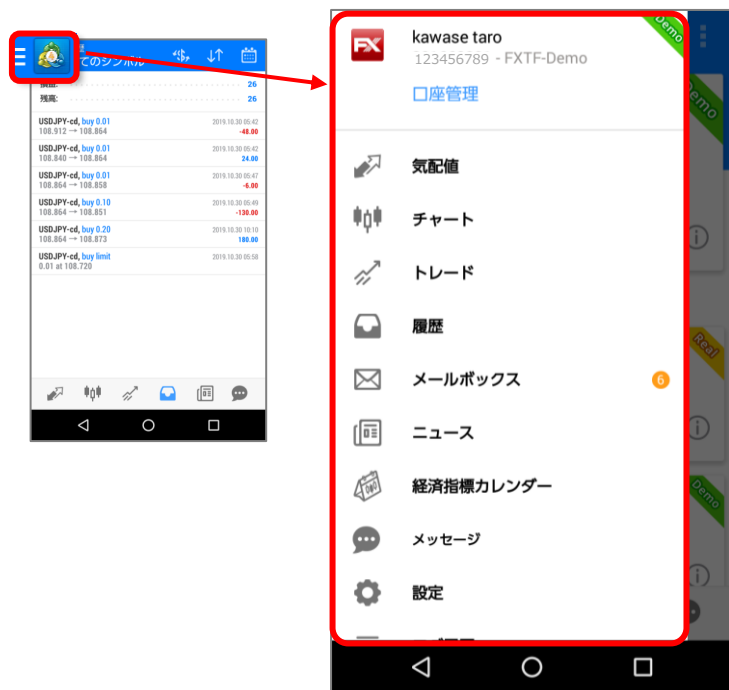 てのシンボル
損益: 26
残高: 26
USDJPY-cd, buy 0.01 2019.10.30 05:42
108.912 → 108.864 -48.00
USDJPY-cd, buy 0.01 2019.10.30 05:42
108.840 → 108.864 24.00
USDJPY-cd, buy 0.01 2019.10.30 05:47
108.864 → 108.858 -6.00
USDJPY-cd, buy 0.10 2019.10.30 05:49
108.864 → 108.851 -130.00
USDJPY-cd, buy 0.20 2019.10.30 10:10
108.864 → 108.873 180.00
USDJPY-cd, buy limit 2019.10.30 05:58
0.01 at 108.720
FX
kawase taro
123456789 - FXTF-Demo
Demo
口座管理
気配値
チャート
トレード
履歴
メールボックス 6
ニュース
経済指標カレンダー
メッセージ
設定
Demo
Real
Demo